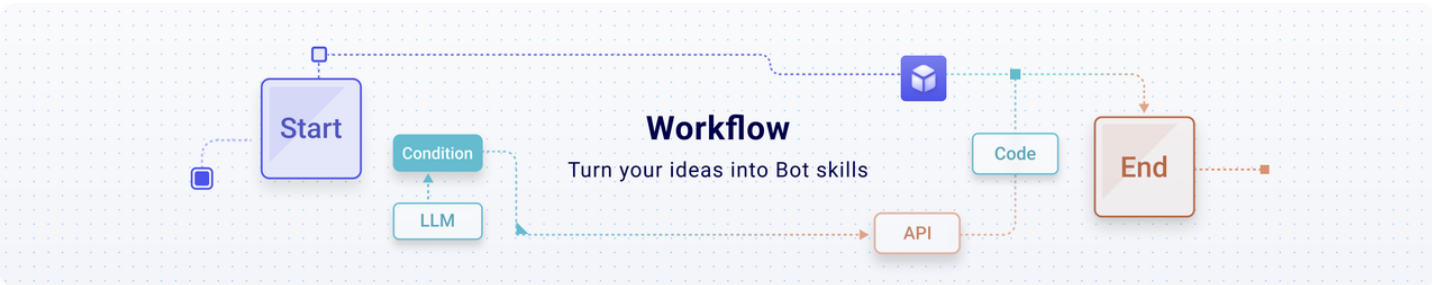 Start
Condition
LLM
Workflow
Turn your ideas into Bot skills
API
Code
End